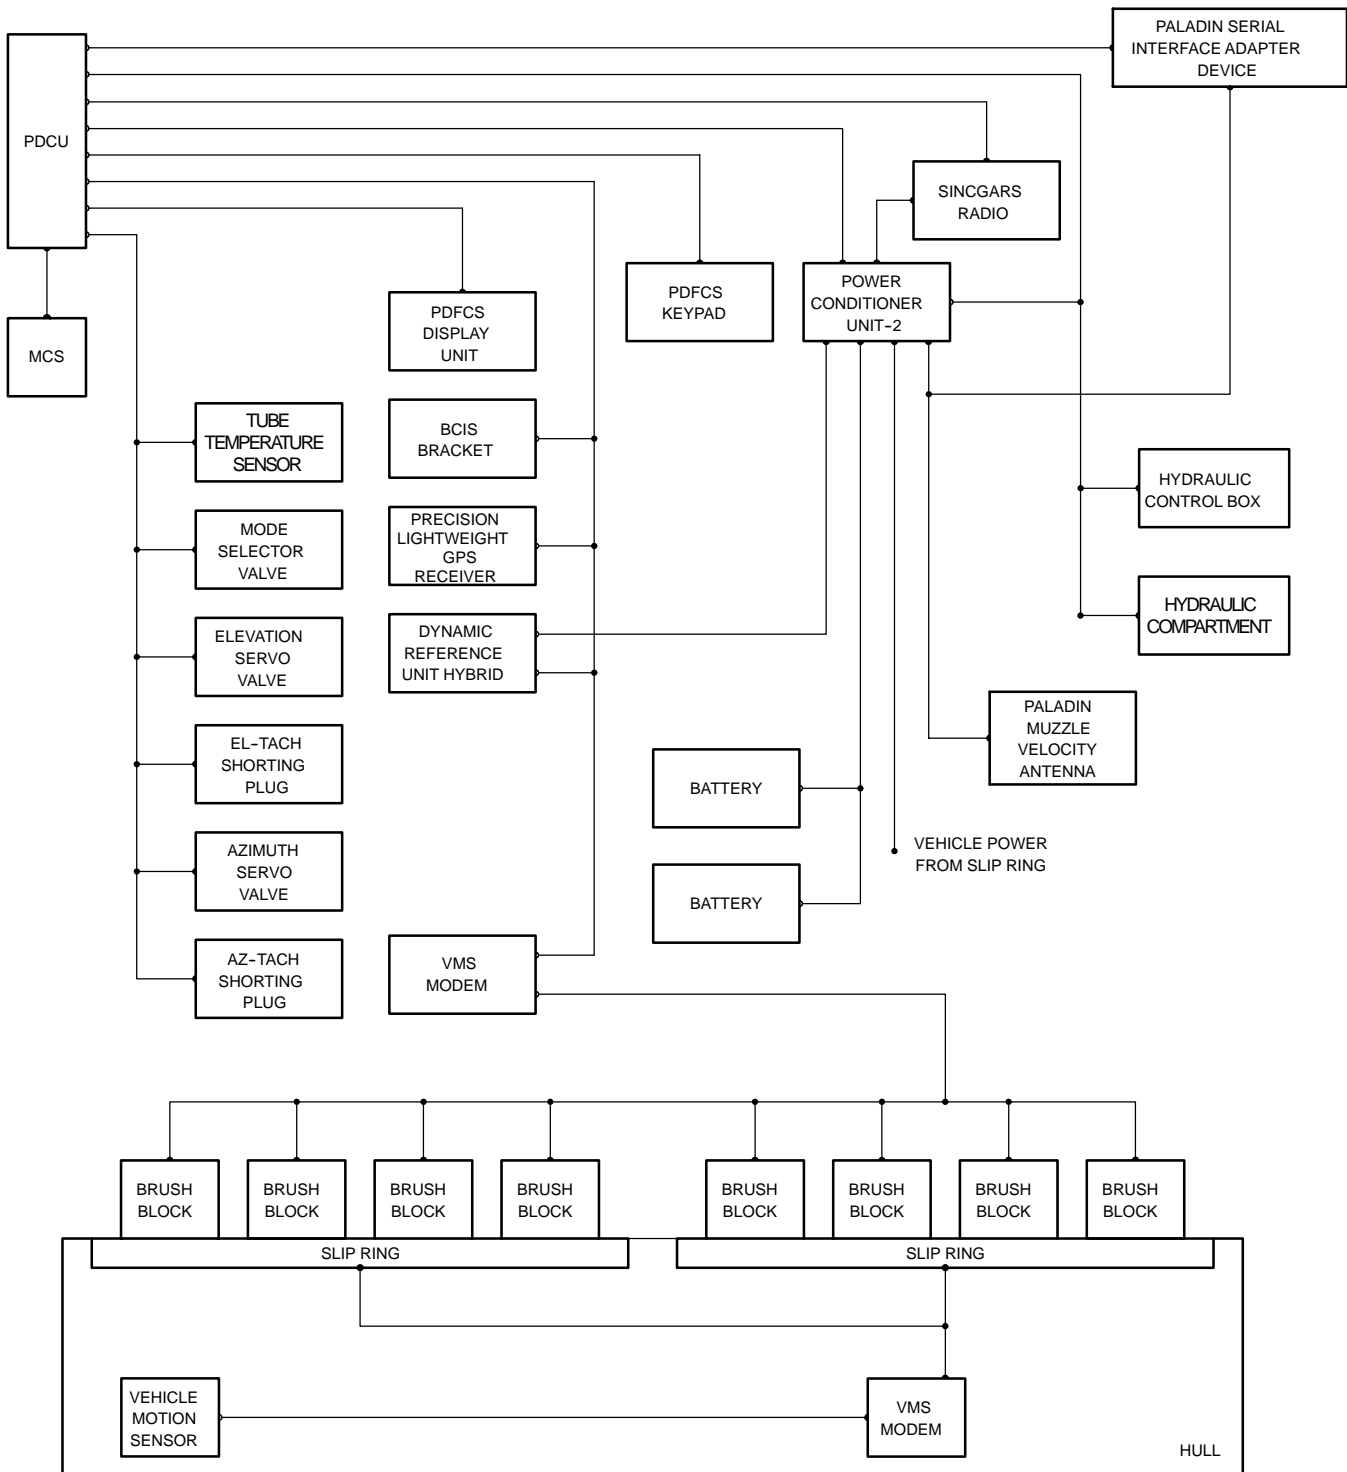 PALADIN SERIAL
INTERFACE ADAPTER
DEVICE
PDCU
SINCGARS
RADIO
POWER
CONDITIONER
UNIT-2
PDFCS
KEYPAD
PDFCS
DISPLAY
UNIT
MCS
TUBE
TEMPERATURE
SENSOR
BCIS
BRACKET
HYDRAULIC
CONTROL BOX
MODE
SELECTOR
VALVE
PRECISION
LIGHTWEIGHT
GPS
RECEIVER
HYDRAULIC
COMPARTMENT
ELEVATION
SERVO
VALVE
DYNAMIC
REFERENCE
UNIT HYBRID
PALADIN
MUZZLE
VELOCITY
ANTENNA
EL-TACH
SHORTING
PLUG
BATTERY
VEHICLE POWER
FROM SLIP RING
AZIMUTH
SERVO
VALVE
BATTERY
AZ-TACH
SHORTING
PLUG
VMS
MODEM
BRUSH
BLOCK
BRUSH
BLOCK
BRUSH
BLOCK
BRUSH
BLOCK
BRUSH
BLOCK
BRUSH
BLOCK
BRUSH
BLOCK
BRUSH
BLOCK
SLIP RING
SLIP RING
VEHICLE
MOTION
SENSOR
VMS
MODEM
HULL